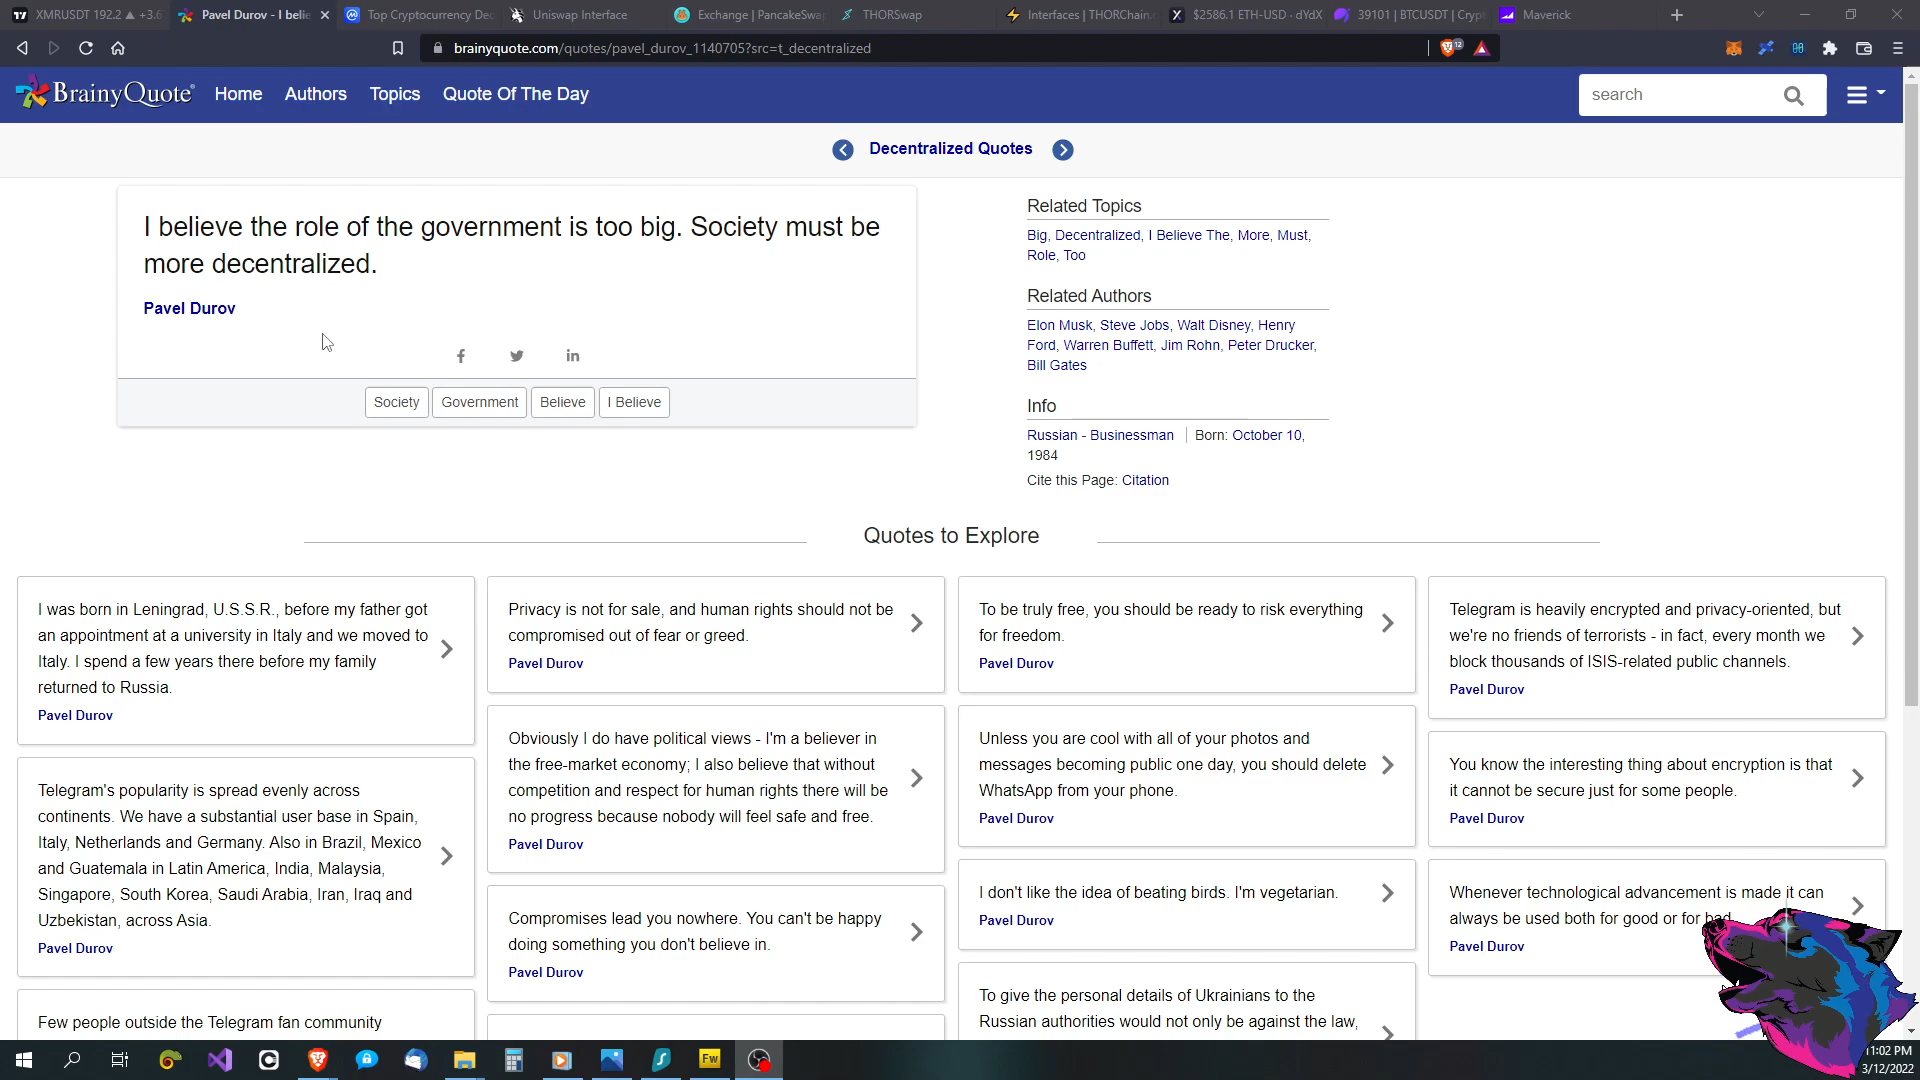 XMRUSDT 192.2 ▲ +3.6
Pavel Durov - I belie
Top Cryptocurrency Dec
Uniswap Interface
Exchange | PancakeSwap
THORSwap
Interfaces | THORChain.
$2586.1 ETH-USD - dYdX
39101 | BTCUSDT | Crypt
Maverick
brainyquote.com/quotes/pavel_durov_1140705?src=t_decentralized
12
BrainyQuote
Home
Authors
Topics
Quote Of The Day
search
Decentralized Quotes
I believe the role of the government is too big. Society must be
more decentralized.
Pavel Durov
Society
Government
Believe
I Believe
Related Topics
Big, Decentralized, I Believe The, More, Must,
Role, Too
Related Authors
Elon Musk, Steve Jobs, Walt Disney, Henry
Ford, Warren Buffett, Jim Rohn, Peter Drucker,
Bill Gates
Info
Russian - Businessman | Born: October 10,
1984
Cite this Page: Citation
Quotes to Explore
I was born in Leningrad, U.S.S.R., before my father got
an appointment at a university in Italy and we moved to
Italy. I spend a few years there before my family
returned to Russia.
Pavel Durov
Telegram's popularity is spread evenly across
continents. We have a substantial user base in Spain,
Italy, Netherlands and Germany. Also in Brazil, Mexico
and Guatemala in Latin America, India, Malaysia,
Singapore, South Korea, Saudi Arabia, Iran, Iraq and
Uzbekistan, across Asia.
Pavel Durov
Few people outside the Telegram fan community
Privacy is not for sale, and human rights should not be
compromised out of fear or greed.
Pavel Durov
Obviously I do have political views - I'm a believer in
the free-market economy; I also believe that without
competition and respect for human rights there will be
no progress because nobody will feel safe and free.
Pavel Durov
Compromises lead you nowhere. You can't be happy
doing something you don't believe in.
Pavel Durov
To be truly free, you should be ready to risk everything
for freedom.
Pavel Durov
Unless you are cool with all of your photos and
messages becoming public one day, you should delete
WhatsApp from your phone.
Pavel Durov
I don't like the idea of beating birds. I'm vegetarian.
Pavel Durov
To give the personal details of Ukrainians to the
Russian authorities would not only be against the law,
Telegram is heavily encrypted and privacy-oriented, but
we're no friends of terrorists - in fact, every month we
block thousands of ISIS-related public channels.
Pavel Durov
You know the interesting thing about encryption is that
it cannot be secure just for some people.
Pavel Durov
Whenever technological advancement is made it can
always be used both for good or for bad.
Pavel Durov
Fw
11:02 PM
3/12/2022